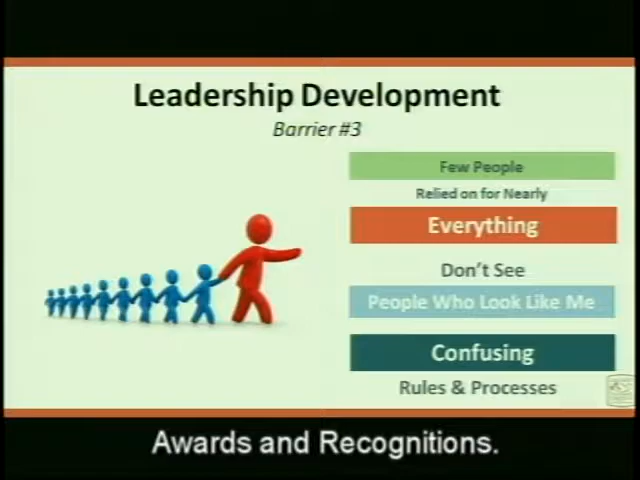 Leadership Development
Barrier #3
Few People
Relied on for Nearly
Everything
Don't See
People Who Look Like Me
Confusing
Rules & Processes
Awards and Recognitions.